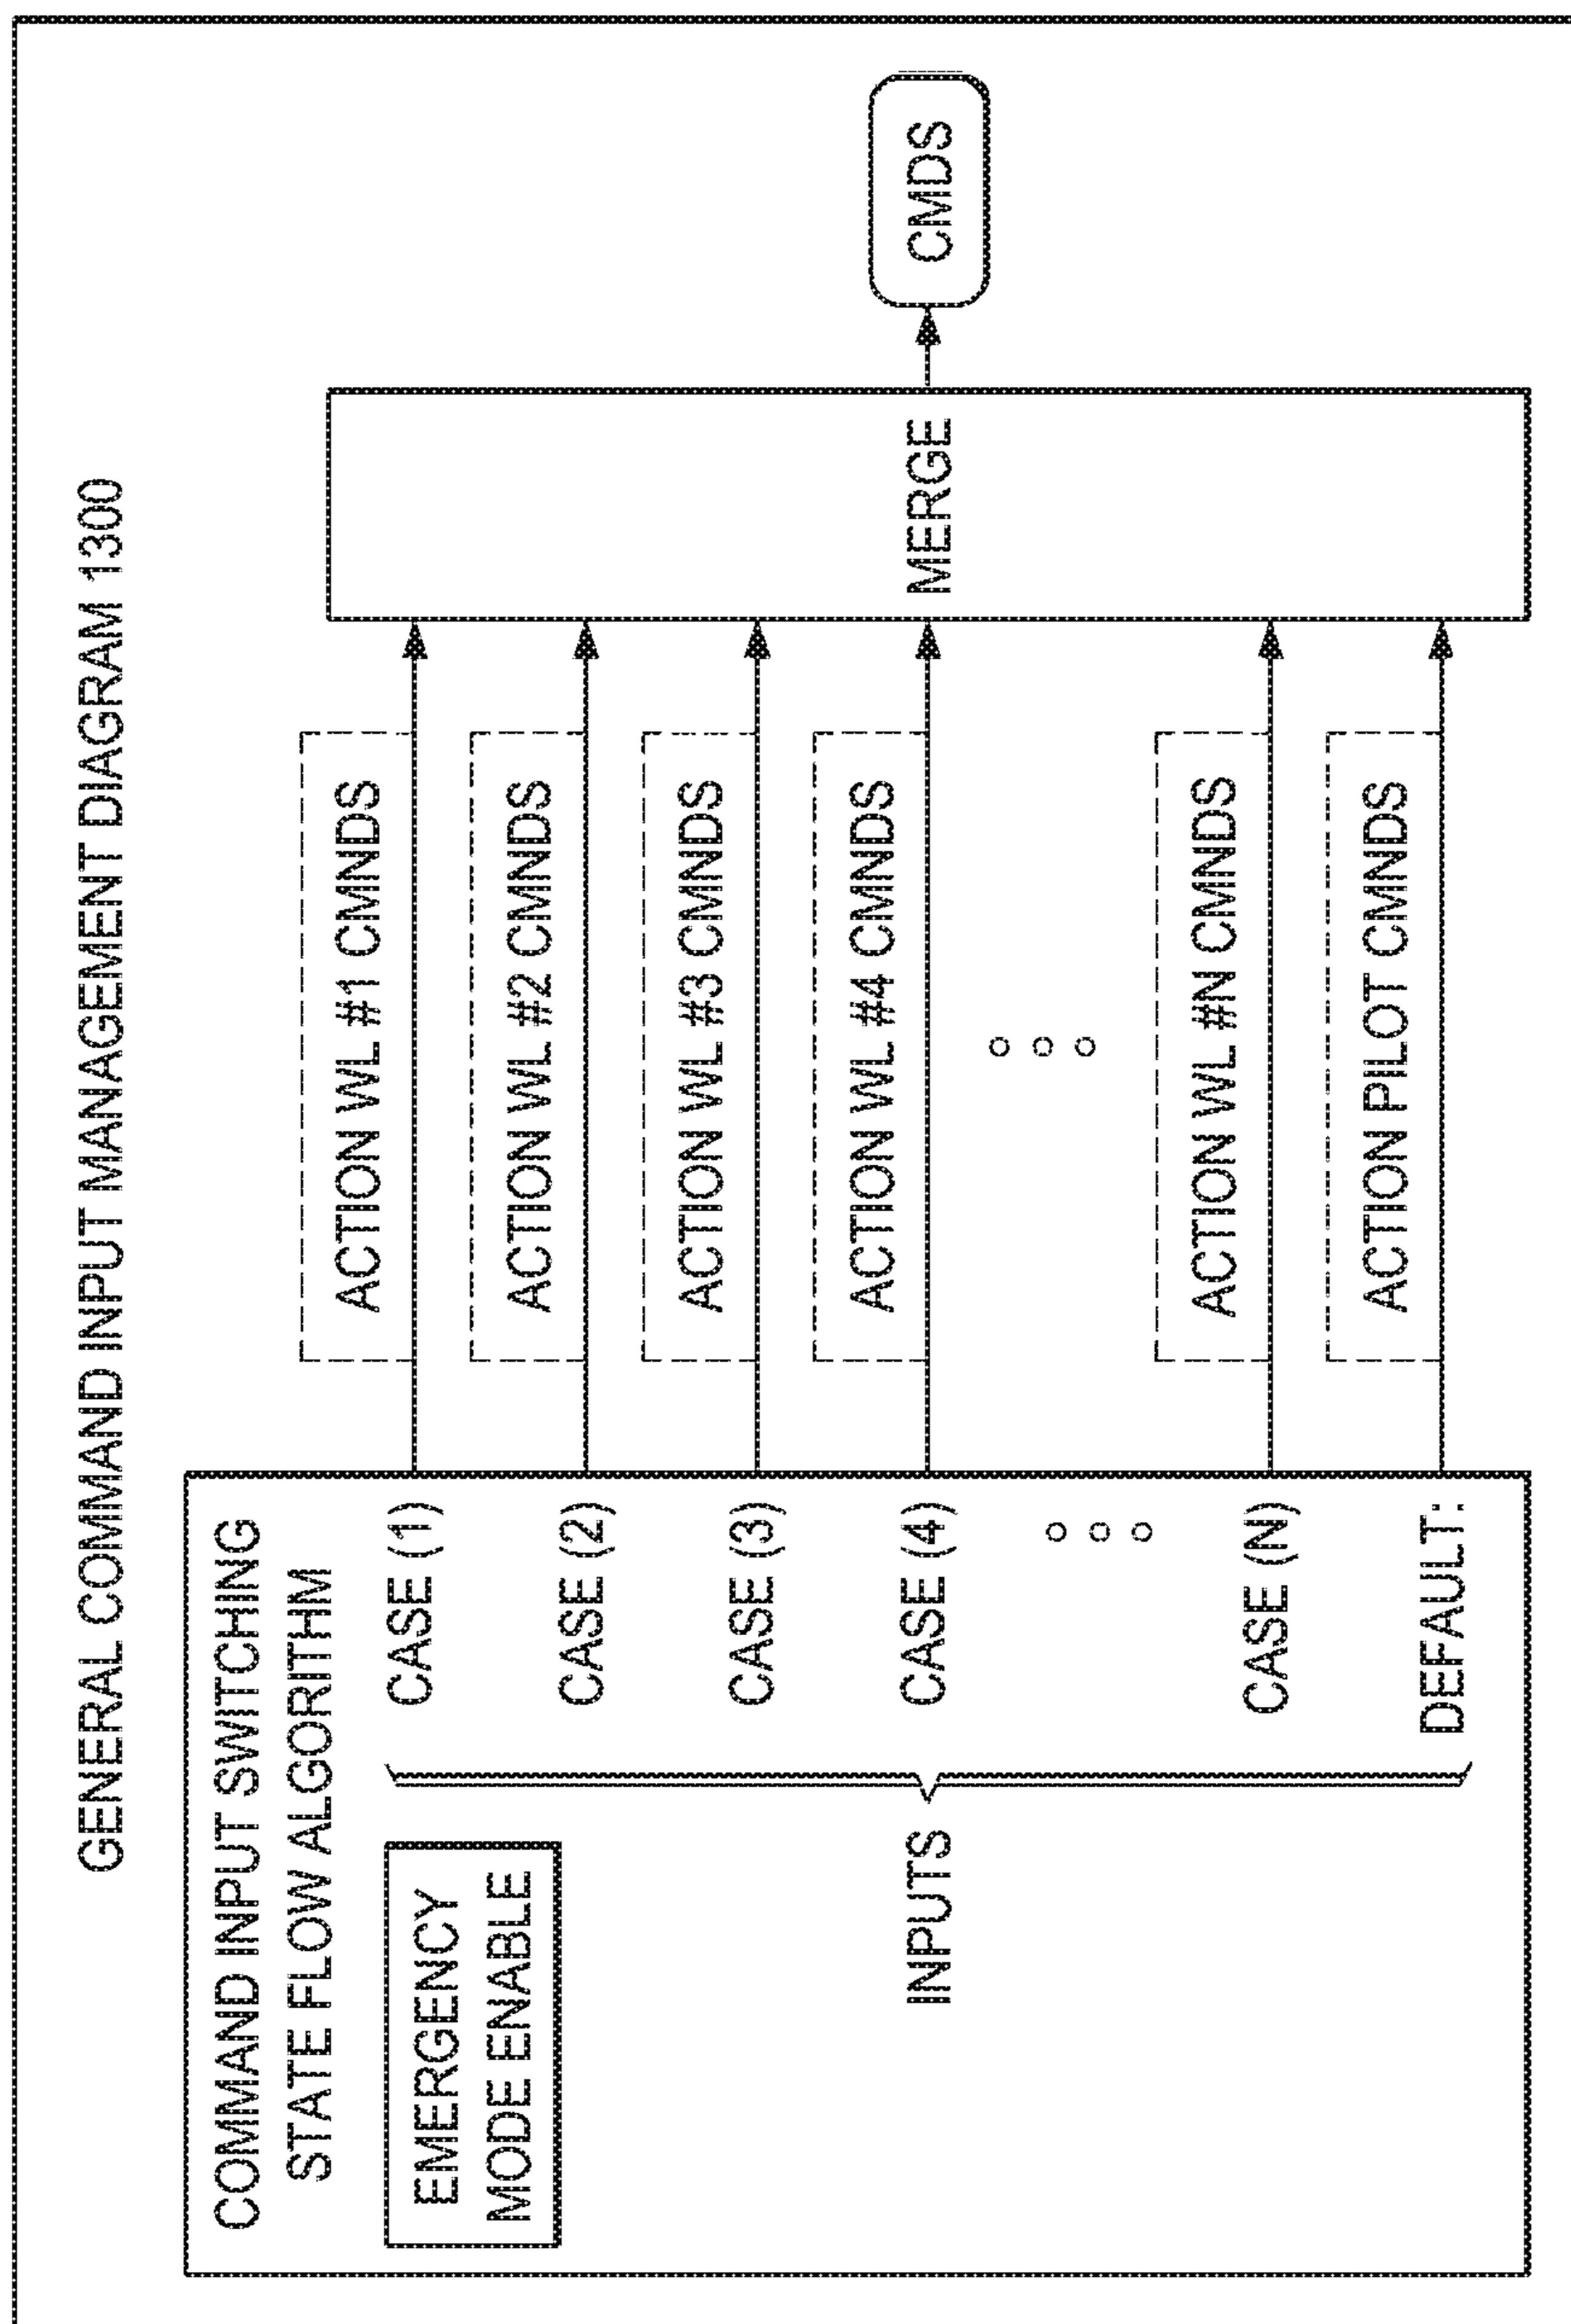 GENERAL COMMAND INPUT MANAGEMENT DIAGRAM 1300
COMMAND INPUT SWITCHING
STATE FLOW ALGORITHM
EMERGENCY
MODE ENABLE
INPUTS
CASE (1)
CASE (2)
CASE (3)
CASE (4)
CASE (N)
DEFAULT:
ACTION WL #1 CMNDS
ACTION WL #2 CMNDS
ACTION WL #3 CMNDS
ACTION WL #4 CMNDS
ACTION WL #N CMNDS
ACTION PILOT CMNDS
MERGE
CMDS